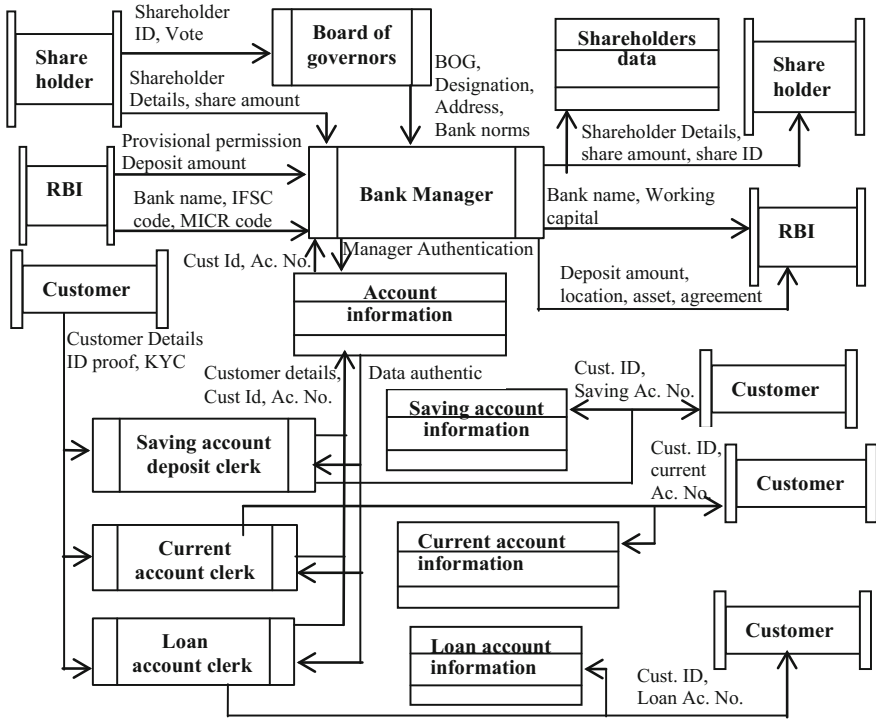 Shareholder
ID, Vote
Share
holder
Board of
governors
Shareholders
data
Share
holder
Shareholder
Details, share amount
BOG,
Designation,
Address,
Bank norms
Shareholder Details,
share amount, share ID
Provisional permission
Deposit amount
RBI
Bank name, IFSC
code, MICR code
Bank Manager
Bank name, Working
capital
RBI
Cust Id, Ac. No.
Manager Authentication
Deposit amount,
location, asset, agreement
Customer
Account
information
Customer Details
ID proof, KYC
Customer details,
Cust Id, Ac. No.
Data authentic
Cust. ID,
Saving Ac. No.
Customer
Saving account
information
Saving account
deposit clerk
Cust. ID,
current
Ac. No.
Customer
Current
account clerk
Current account
information
Loan
account clerk
Loan account
information
Customer
Cust. ID,
Loan Ac. No.